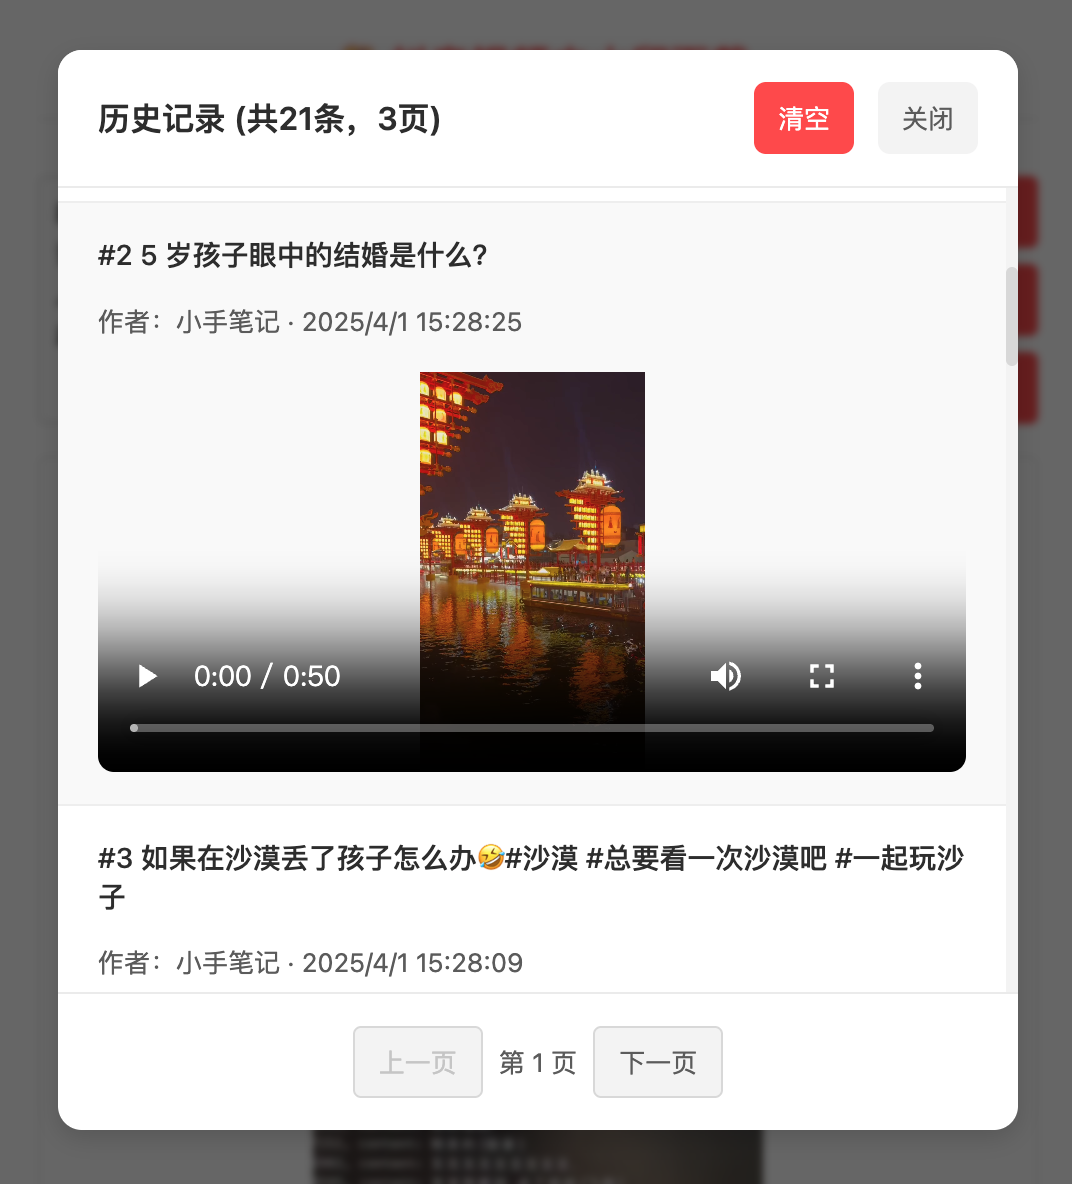 历史记录 (共21条，3页)
清空
关闭
#2 5 岁孩子眼中的结婚是什么?
作者：小手笔记 · 2025/4/1 15:28:25
0:00 / 0:50
#3 如果在沙漠丢了孩子怎么办🤣#沙漠 #总要看一次沙漠吧 #一起玩沙
子
作者：小手笔记 · 2025/4/1 15:28:09
上一页
第 1 页
下一页